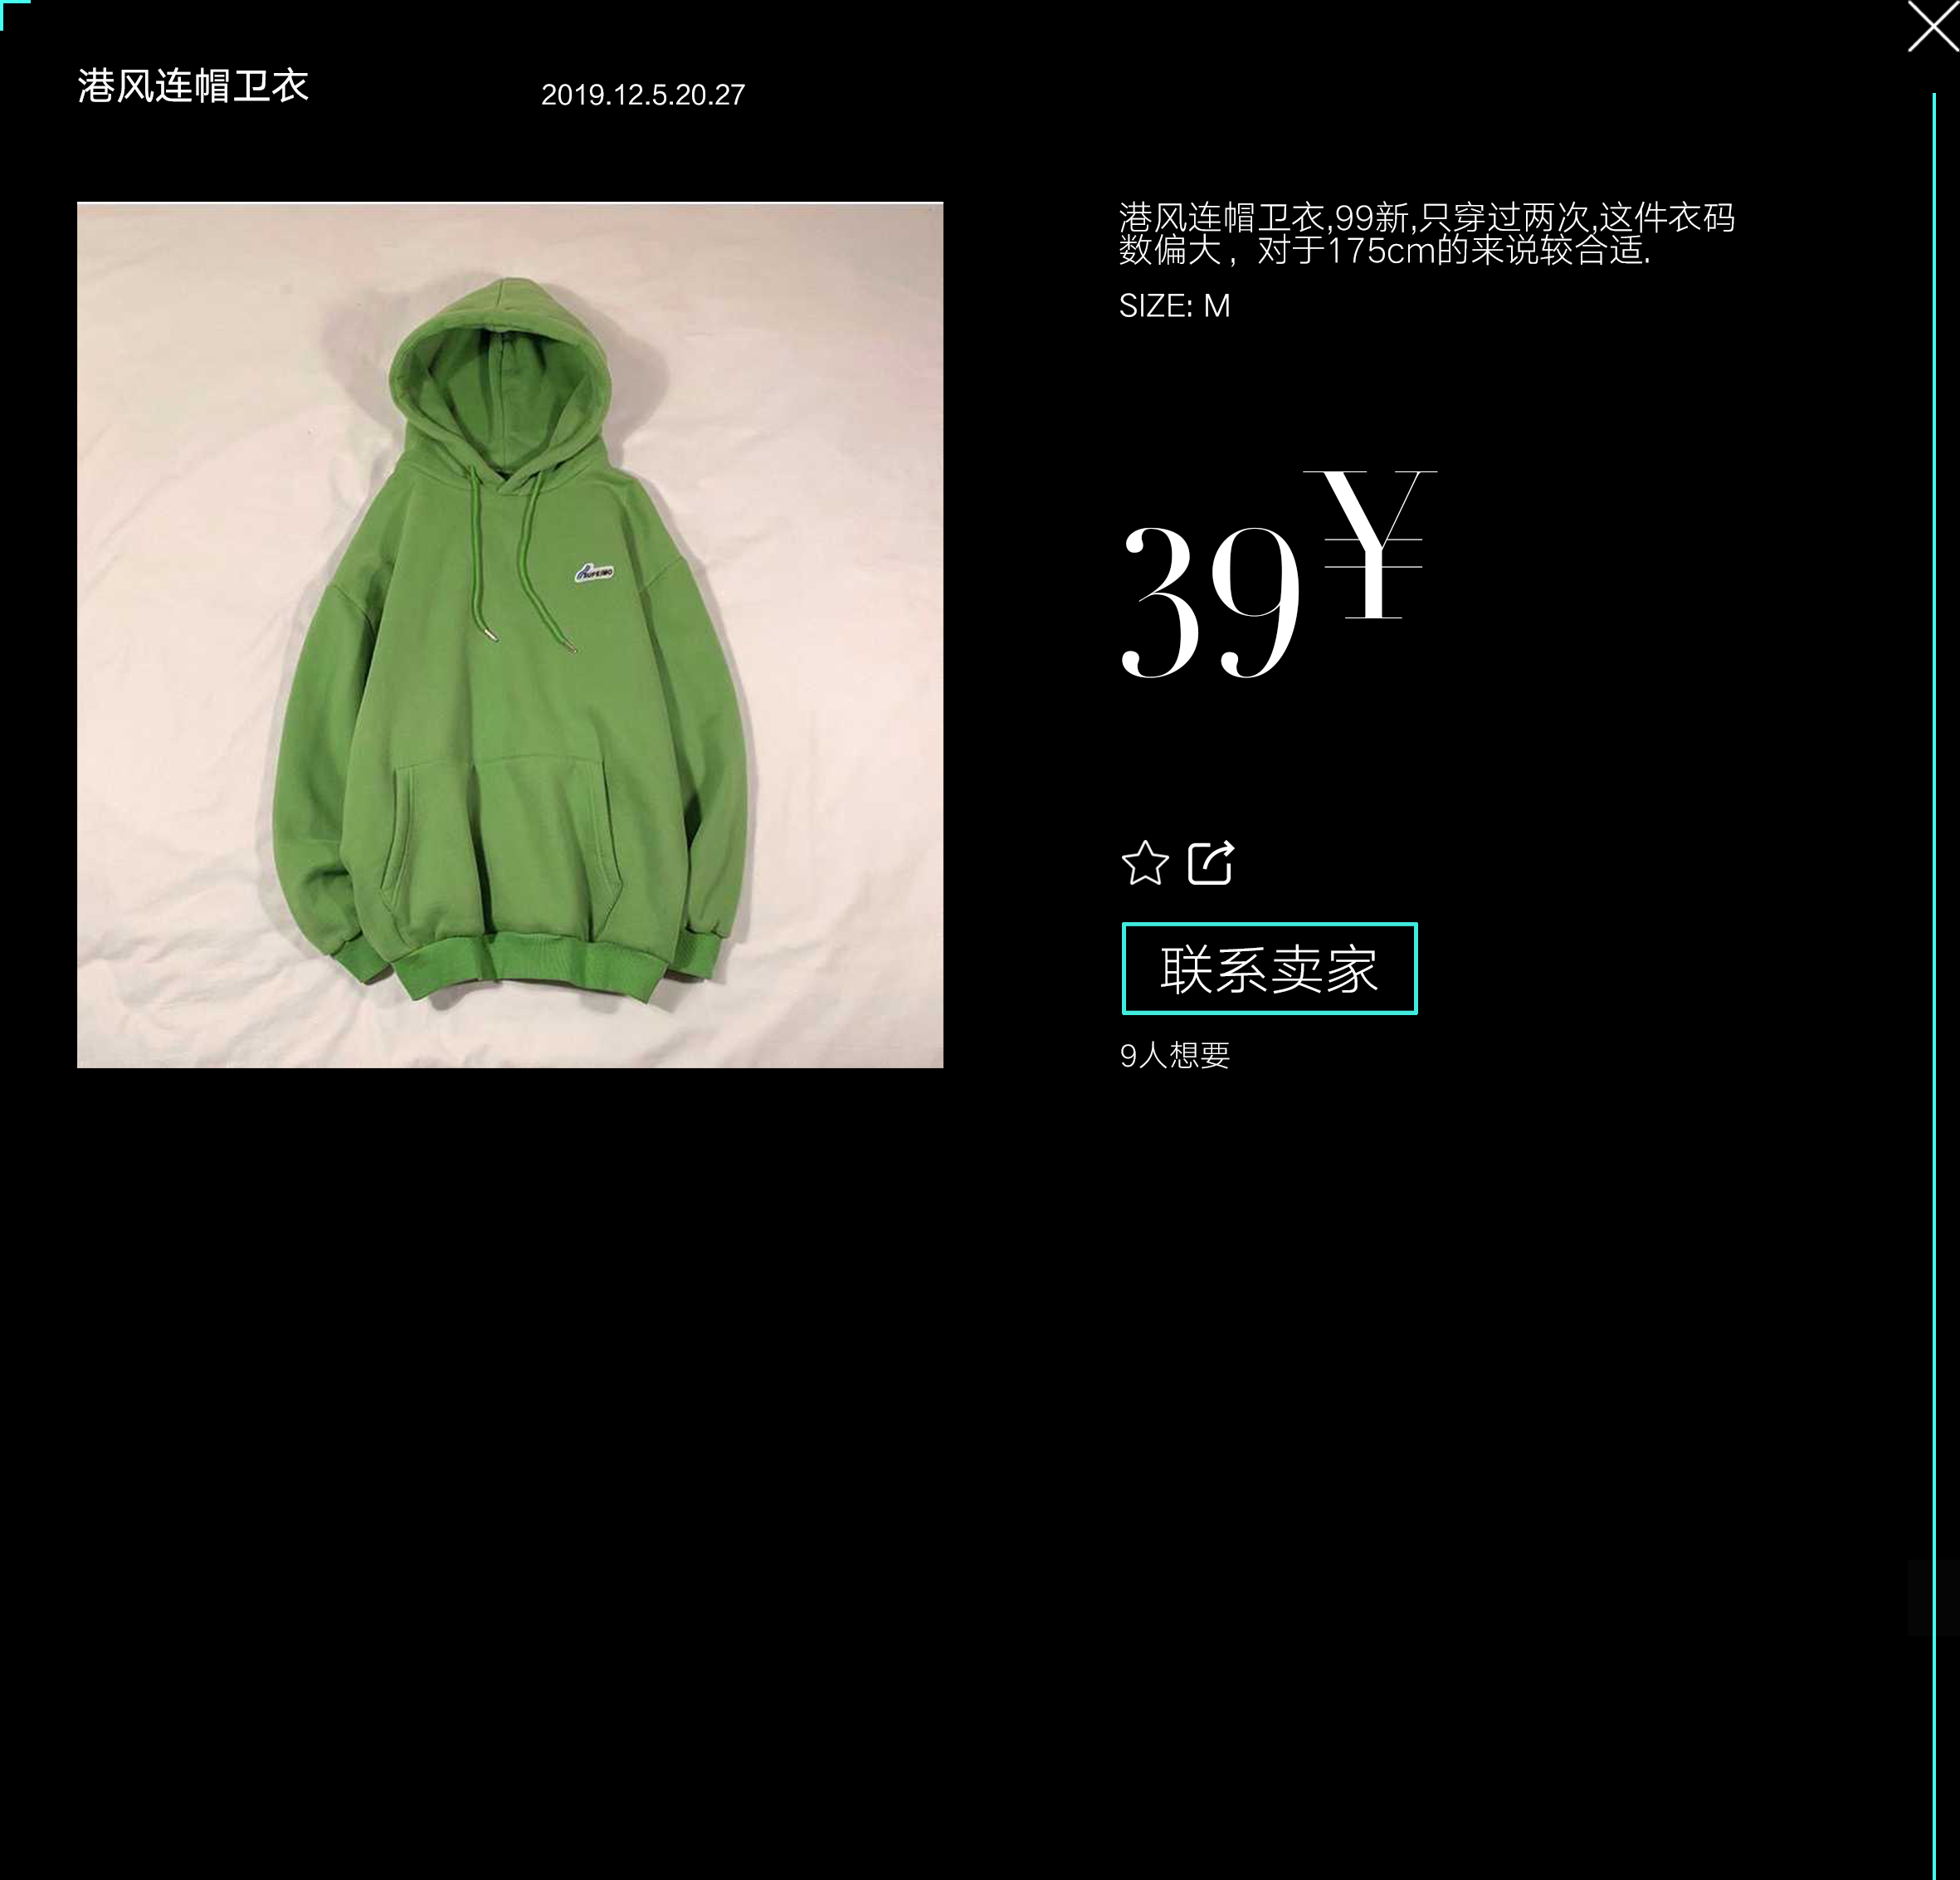 港风连帽卫衣
2019.12.5.20.27
港风连帽卫衣,99新,只穿过两次,这件衣码
数偏大，对于175cm的来说较合适.
SIZE: M
39¥
联系卖家
9人想要